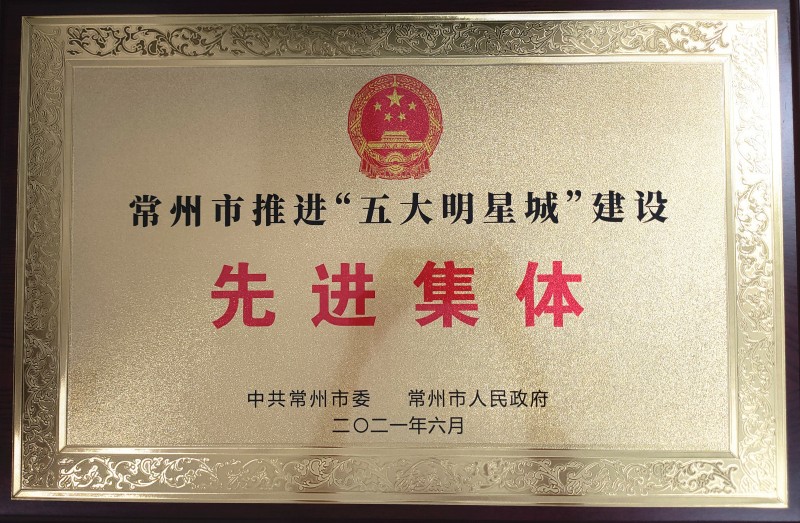 常州市推进“五大明星城”建设
先进集体
中共常州市委 常州市人民政府
二〇二一年六月